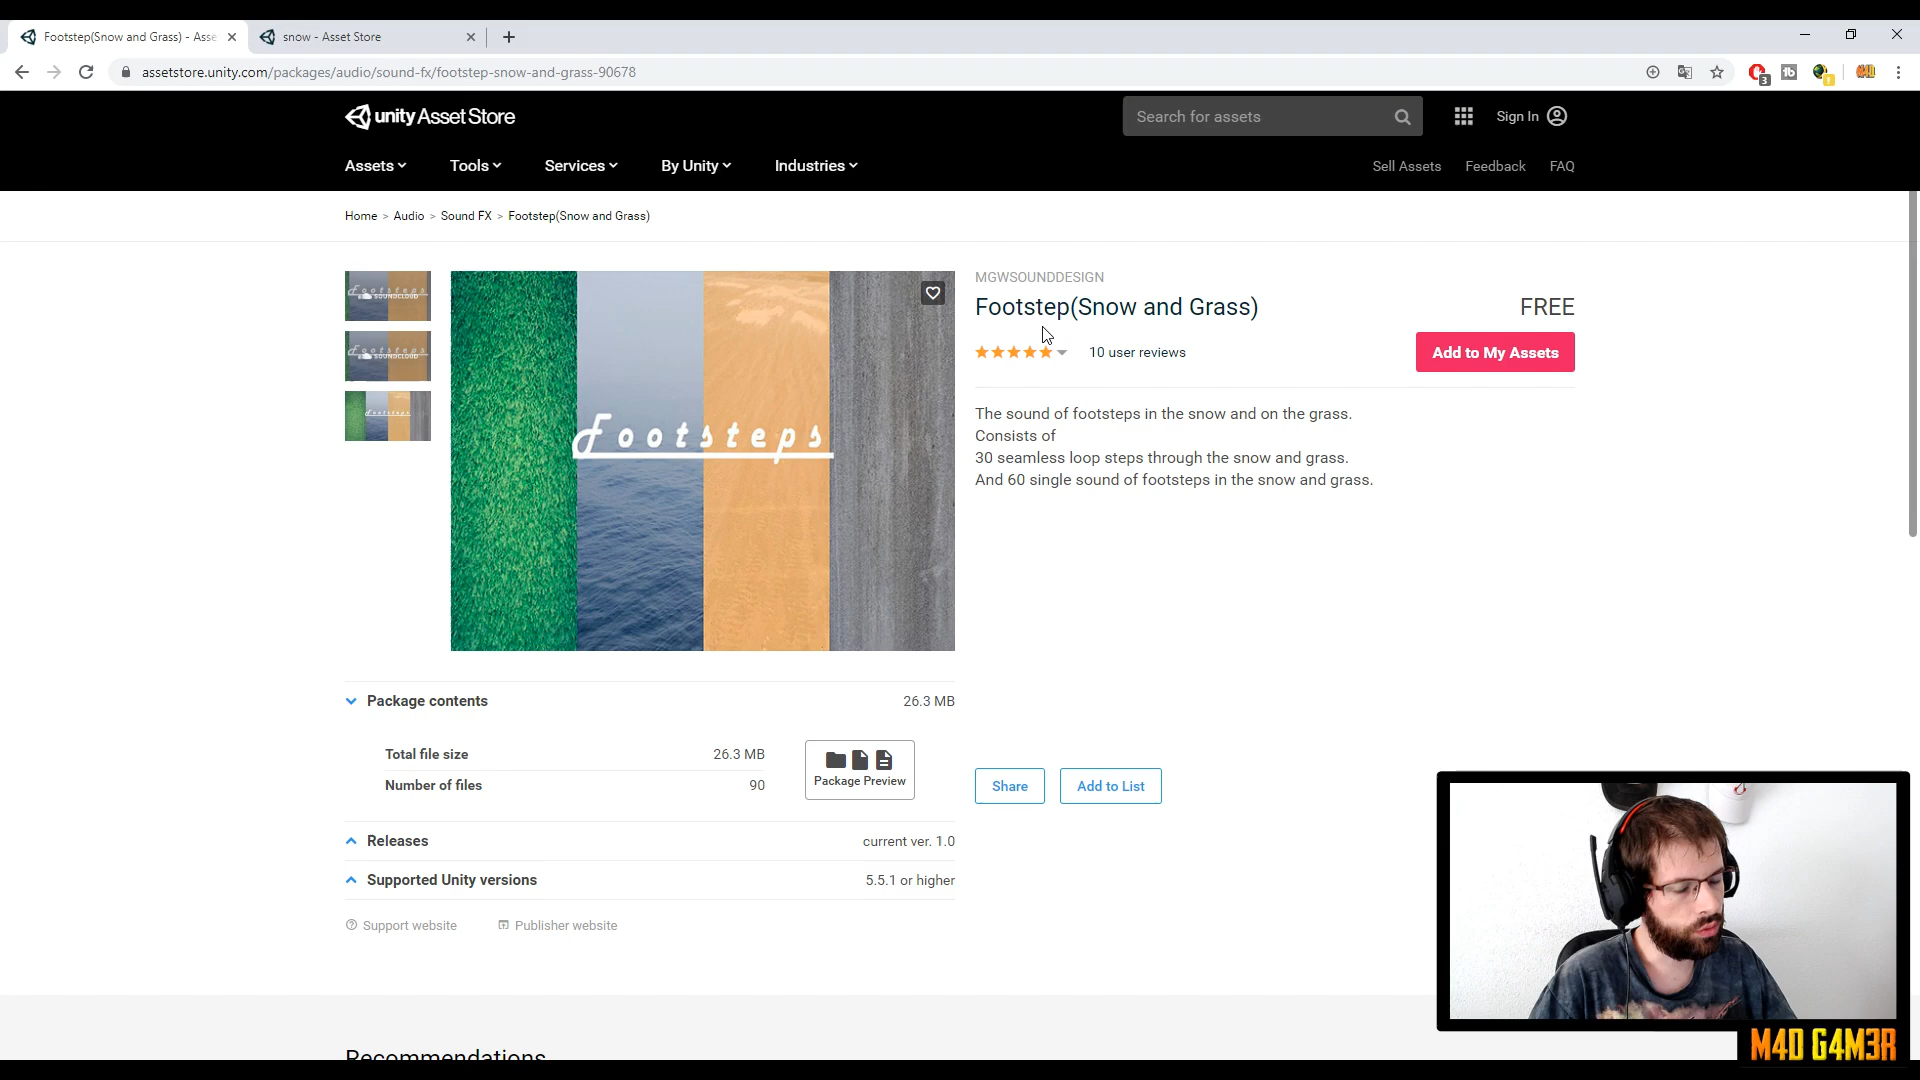 Footstep(Snow and Grass) - Asse
snow - Asset Store
assetstore.unity.com/packages/audio/sound-fx/footstep-snow-and-grass-90678
3
unity Asset Store
Search for assets
Sign In
Assets
Tools
Services
By Unity
Industries
Sell Assets
Feedback
FAQ
Home > Audio > Sound FX > Footstep(Snow and Grass)
Footsteps
SOUNDCLOUD
Footsteps
SOUNDCLOUD
Footsteps
Footsteps
MGWSOUNDDESIGN
Footstep(Snow and Grass)
FREE
10 user reviews
Add to My Assets
The sound of footsteps in the snow and on the grass.
Consists of
30 seamless loop steps through the snow and grass.
And 60 single sound of footsteps in the snow and grass.
Package contents
26.3 MB
Total file size
26.3 MB
Number of files
90
Package Preview
Share
Add to List
Releases
current ver. 1.0
Supported Unity versions
5.5.1 or higher
Support website
Publisher website
Recommendations
M4D G4M3R